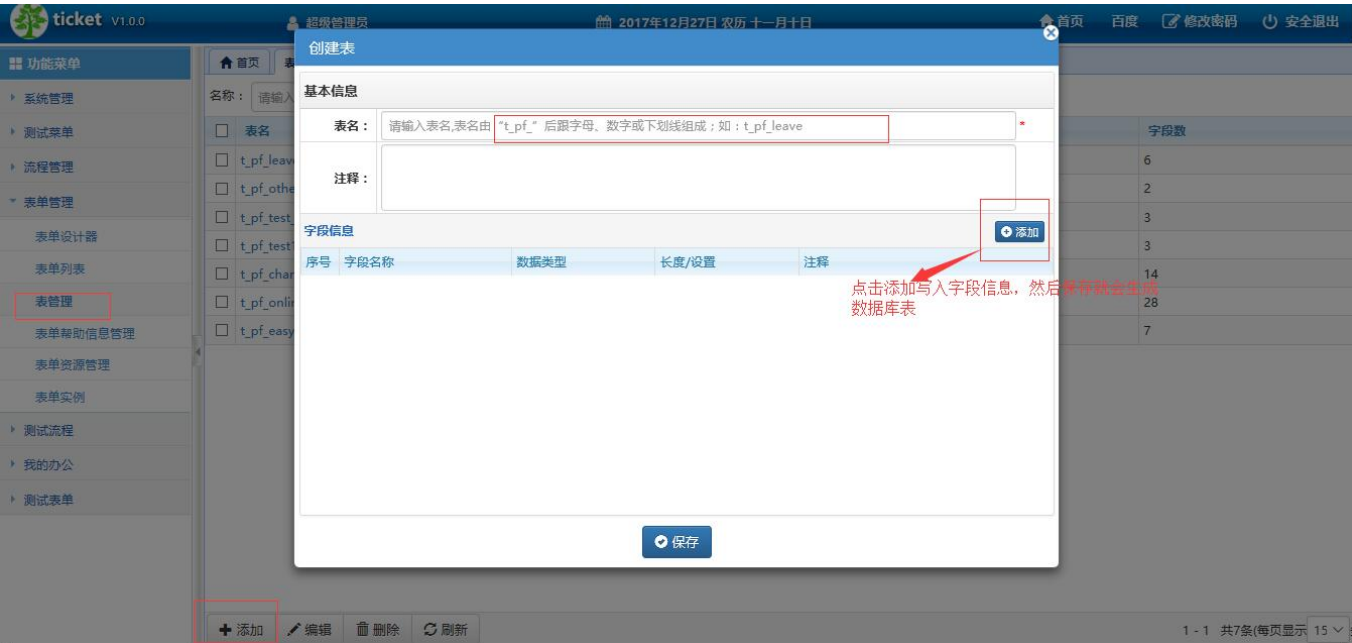 ticket V1.0.0
超级管理员
2017年12月27日 农历 十一月十日
首页
百度
修改密码
安全退出
创建表
功能菜单
首页
系统管理
名称：
请输入
基本信息
测试菜单
表名
表名：
请输入表名,表名由 “t_pf_” 后跟字母、数字或下划线组成；如：t_pf_leave
*
字段数
流程管理
t_pf_leav
6
表单管理
t_pf_othe
注释：
2
表单设计器
t_pf_test_
3
字段信息
添加
t_pf_test
3
表单列表
序号
字段名称
数据类型
长度/设置
注释
t_pf_char
14
表管理
t_pf_onlin
点击添加写入字段信息，然后保存就会生成
数据库表
28
表单帮助信息管理
t_pf_easy
7
表单资源管理
表单实例
测试流程
我的办公
测试表单
保存
添加
编辑
删除
刷新
1 - 1 共7条(每页显示 15